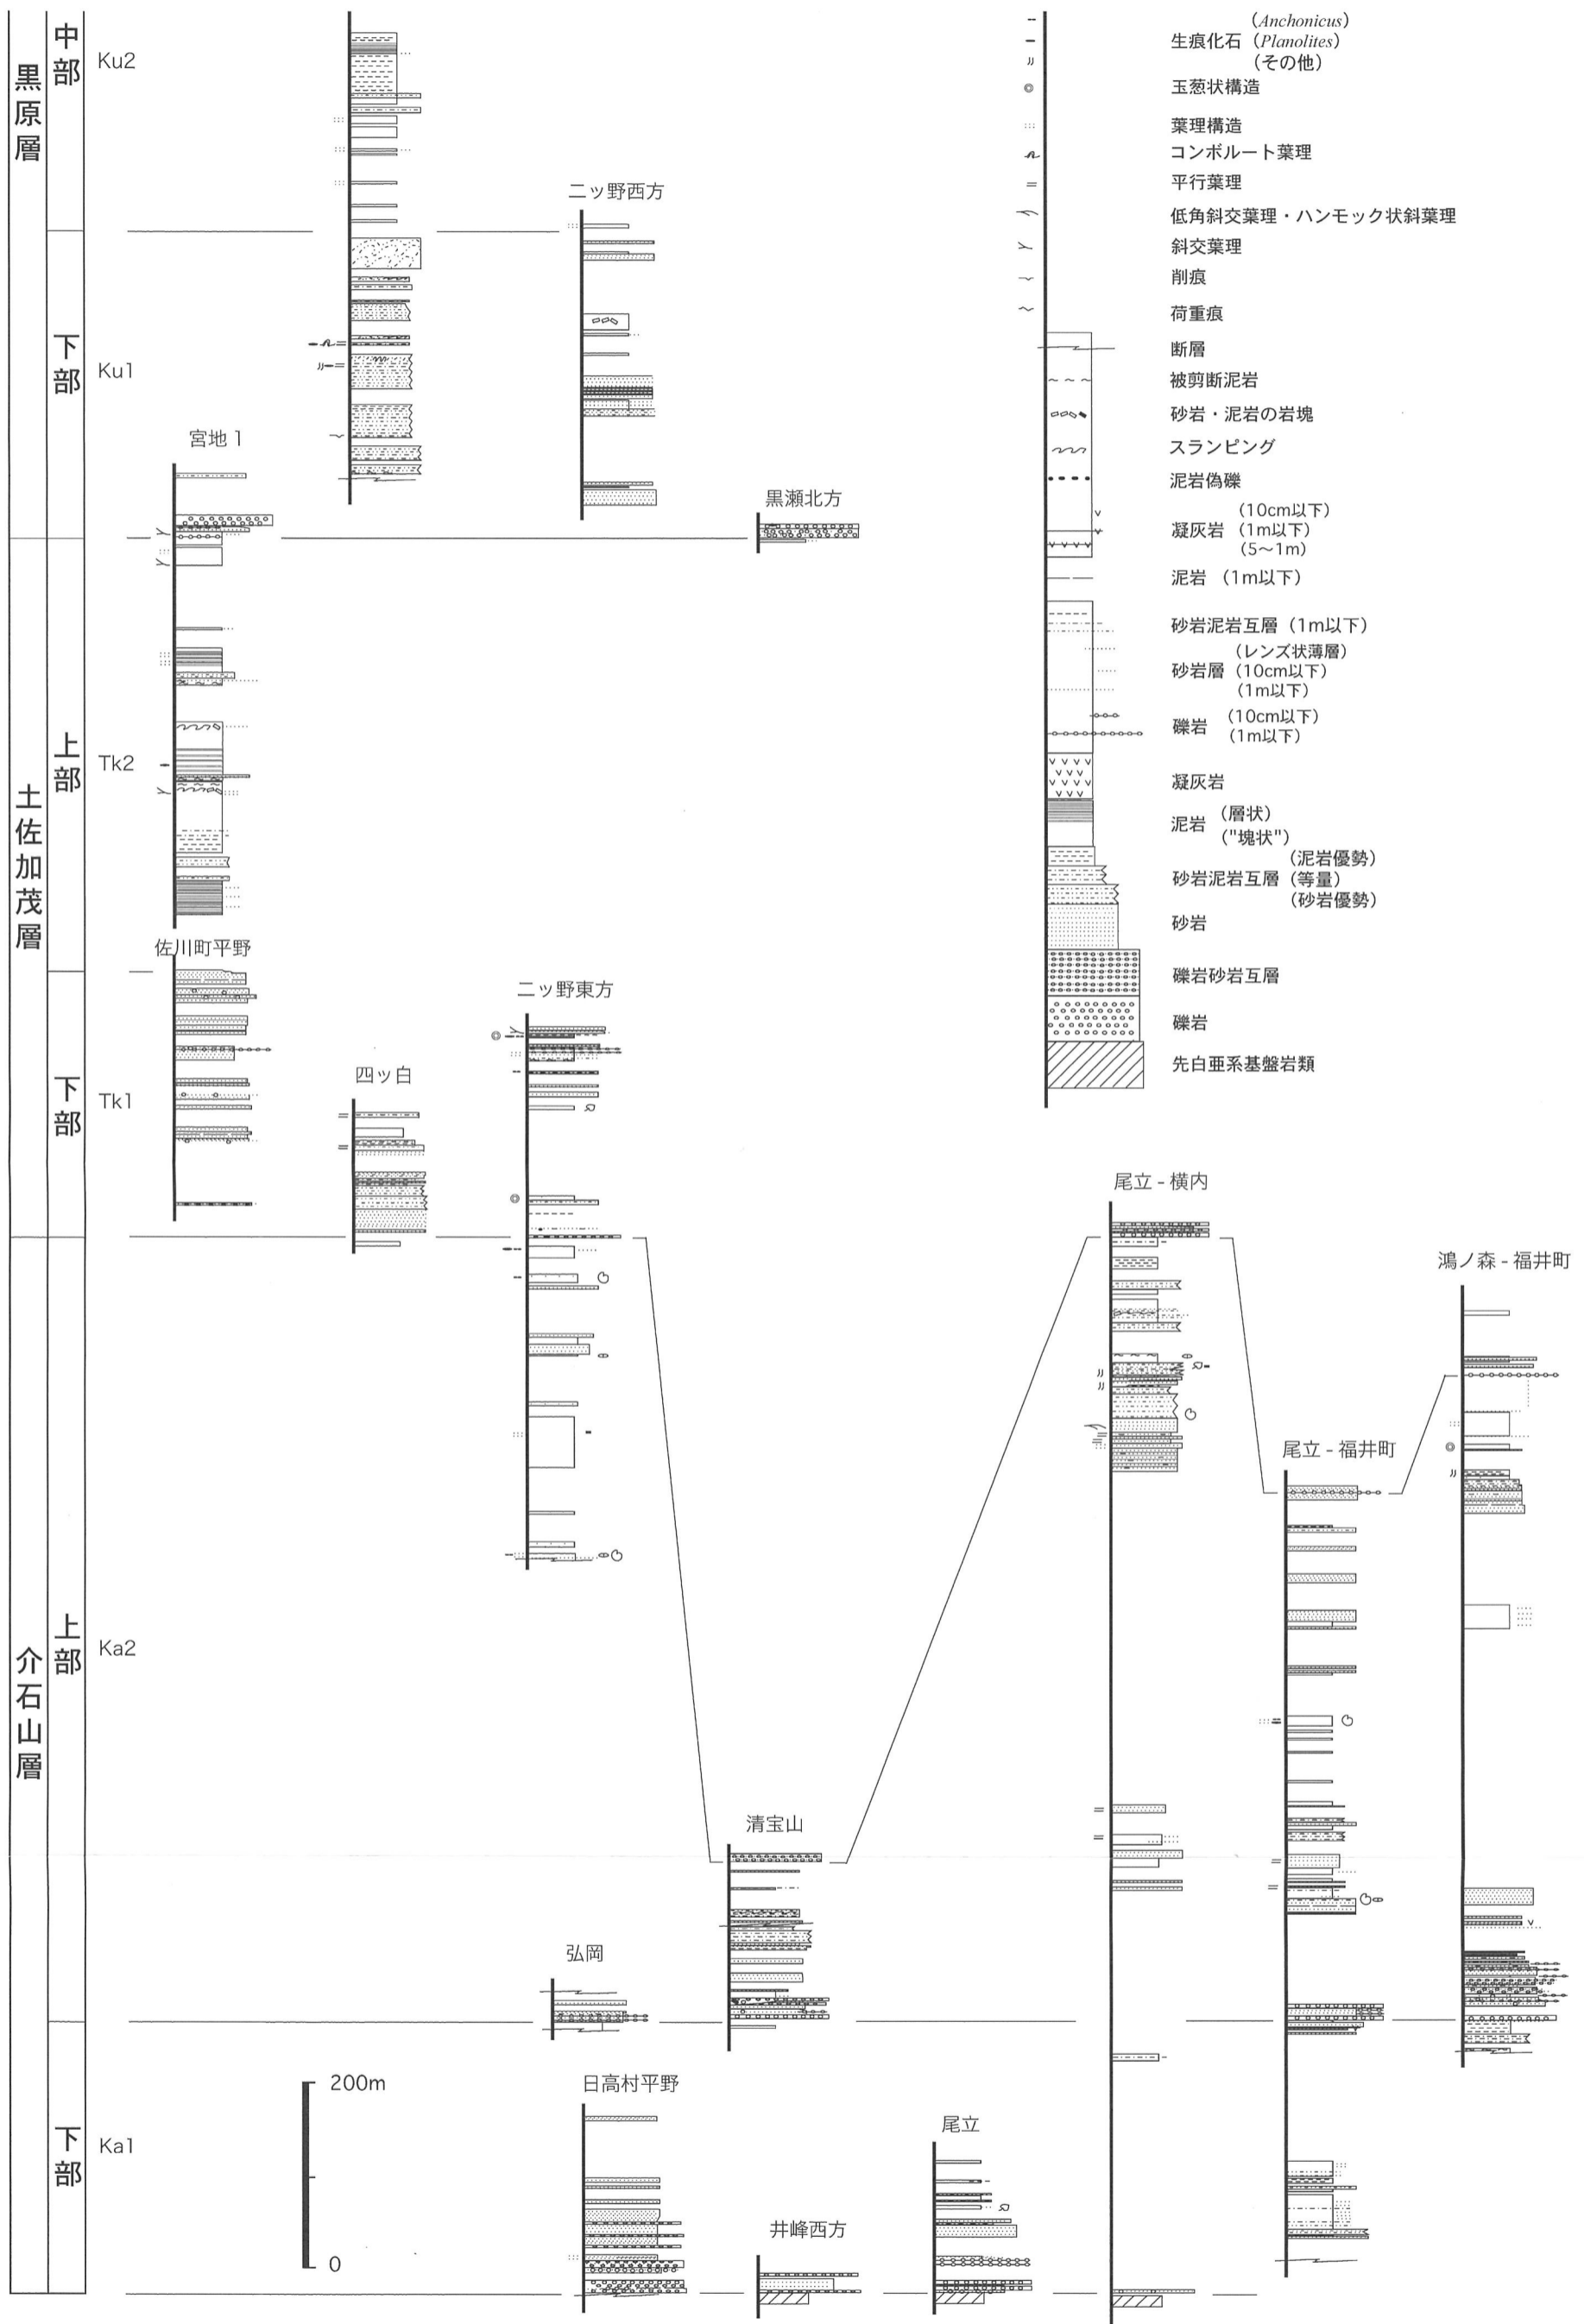 黒原層
中部
Ku2
下部
Ku1
土佐加茂層
上部
Tk2
下部
Tk1
介石山層
上部
Ka2
下部
Ka1
二ッ野西方
宮地1
黒瀬北方
佐川町平野
二ッ野東方
四ッ白
尾立-横内
鴻ノ森-福井町
尾立-福井町
清宝山
弘岡
200m
0
日高村平野
尾立
井峰西方
(Anchonicus)
生痕化石(Planolites)
(その他)
玉葱状構造
葉理構造
コンボルート葉理
平行葉理
低角斜交葉理・ハンモック状斜葉理
斜交葉理
削痕
荷重痕
断層
被剪断泥岩
砂岩・泥岩の岩塊
スランピング
泥岩偽礫
(10cm以下)
凝灰岩 (1m以下)
(5〜1m)
泥岩 (1m以下)
砂岩泥岩互層 (1m以下)
(レンズ状薄層)
砂岩層 (10cm以下)
(1m以下)
礫岩 (10cm以下)
(1m以下)
凝灰岩
泥岩 (層状)
("塊状")
(泥岩優勢)
砂岩泥岩互層 (等量)
(砂岩優勢)
砂岩
礫岩砂岩互層
礫岩
先白亜系基盤岩類